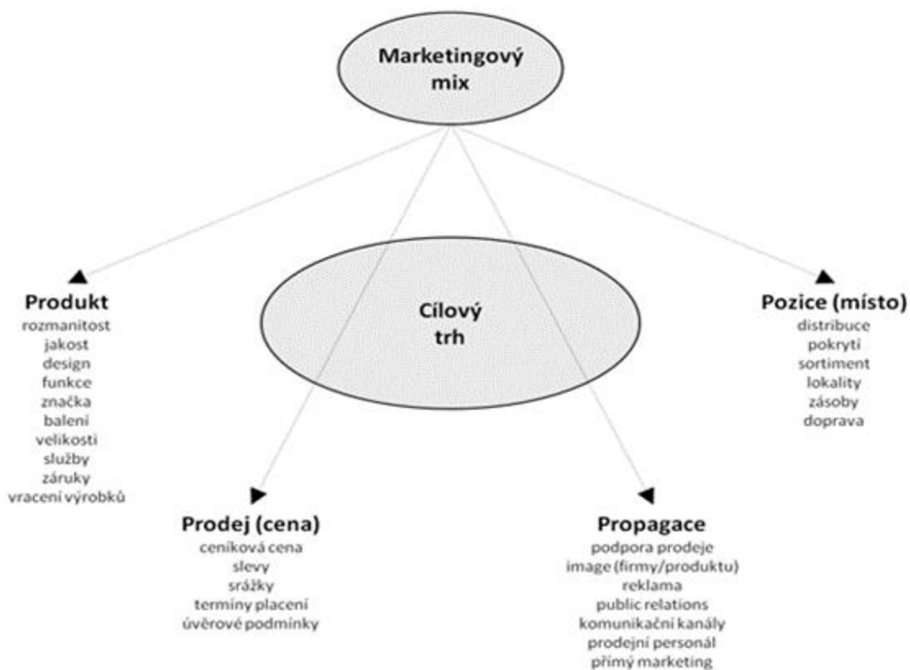 Marketingový
mix
Cílový
trh
Produkt
rozmanitost
jakost
design
funkce
značka
balení
velikosti
služby
záruky
vracení výrobků
Prodej (cena)
ceníková cena
slevy
srážky
termíny placení
úvěrové podmínky
Propagace
podpora prodeje
image (firmy/produktu)
reklama
public relations
komunikační kanály
prodejní personál
přímý marketing
Pozice (místo)
distribuce
pokrytí
sortiment
lokality
zásoby
doprava